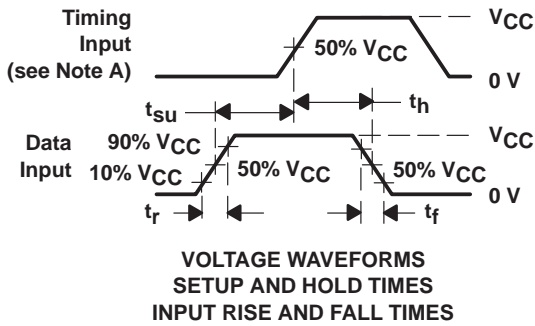 Timing
Input
(see Note A)
50% VCC
VCC
0 V
tsu
th
Data
Input
90% VCC
10% VCC
50% VCC
50% VCC
VCC
0 V
tr
tf
VOLTAGE WAVEFORMS
SETUP AND HOLD TIMES
INPUT RISE AND FALL TIMES